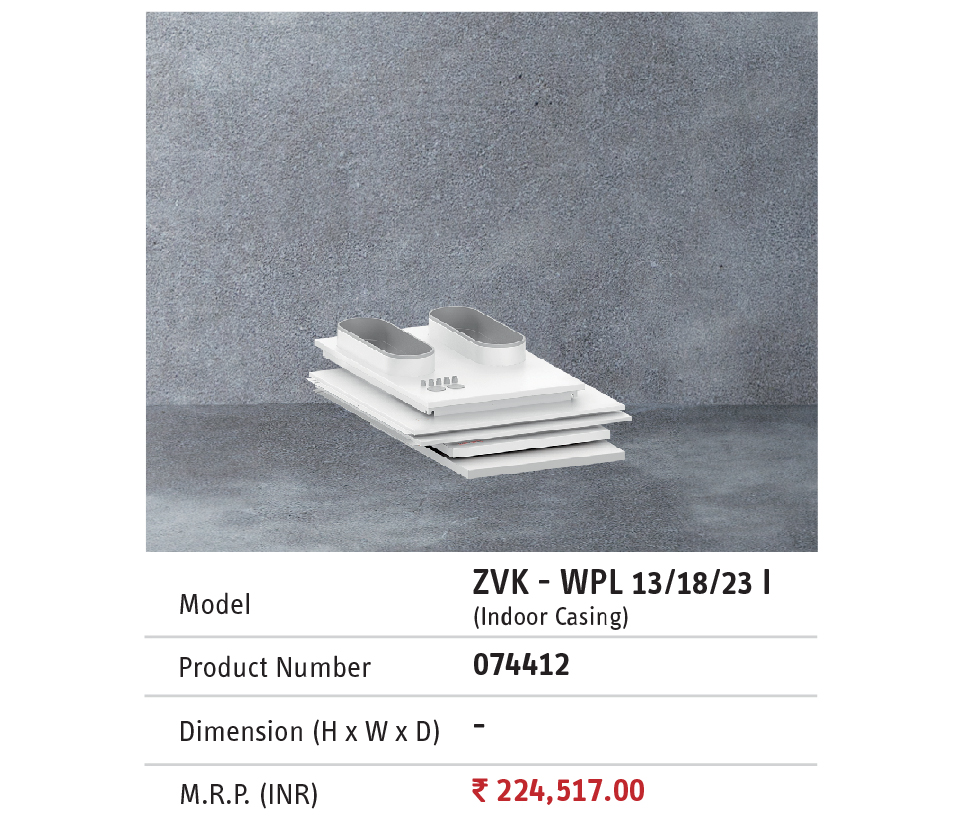 Model
ZVK - WPL 13/18/23 I
(Indoor Casing)
Product Number
074412
Dimension (H x W x D)
-
M.R.P. (INR)
₹ 224,517.00